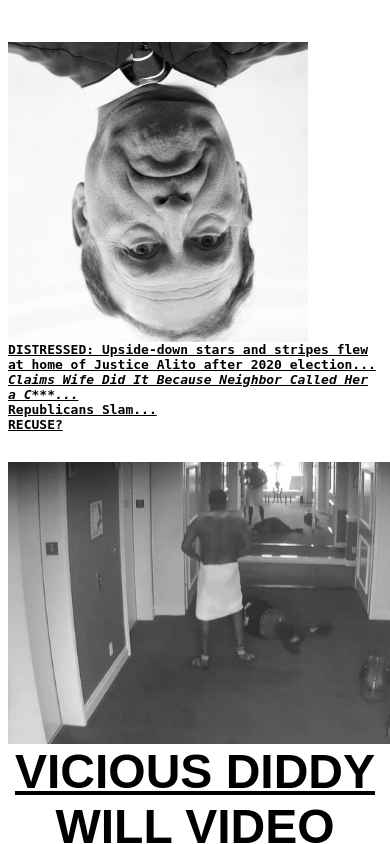 DISTRESSED: Upside-down stars and stripes flew
at home of Justice Alito after 2020 election...
Claims Wife Did It Because Neighbor Called Her
a C***...
Republicans Slam...
RECUSE?
VICIOUS DIDDY
WILL VIDEO